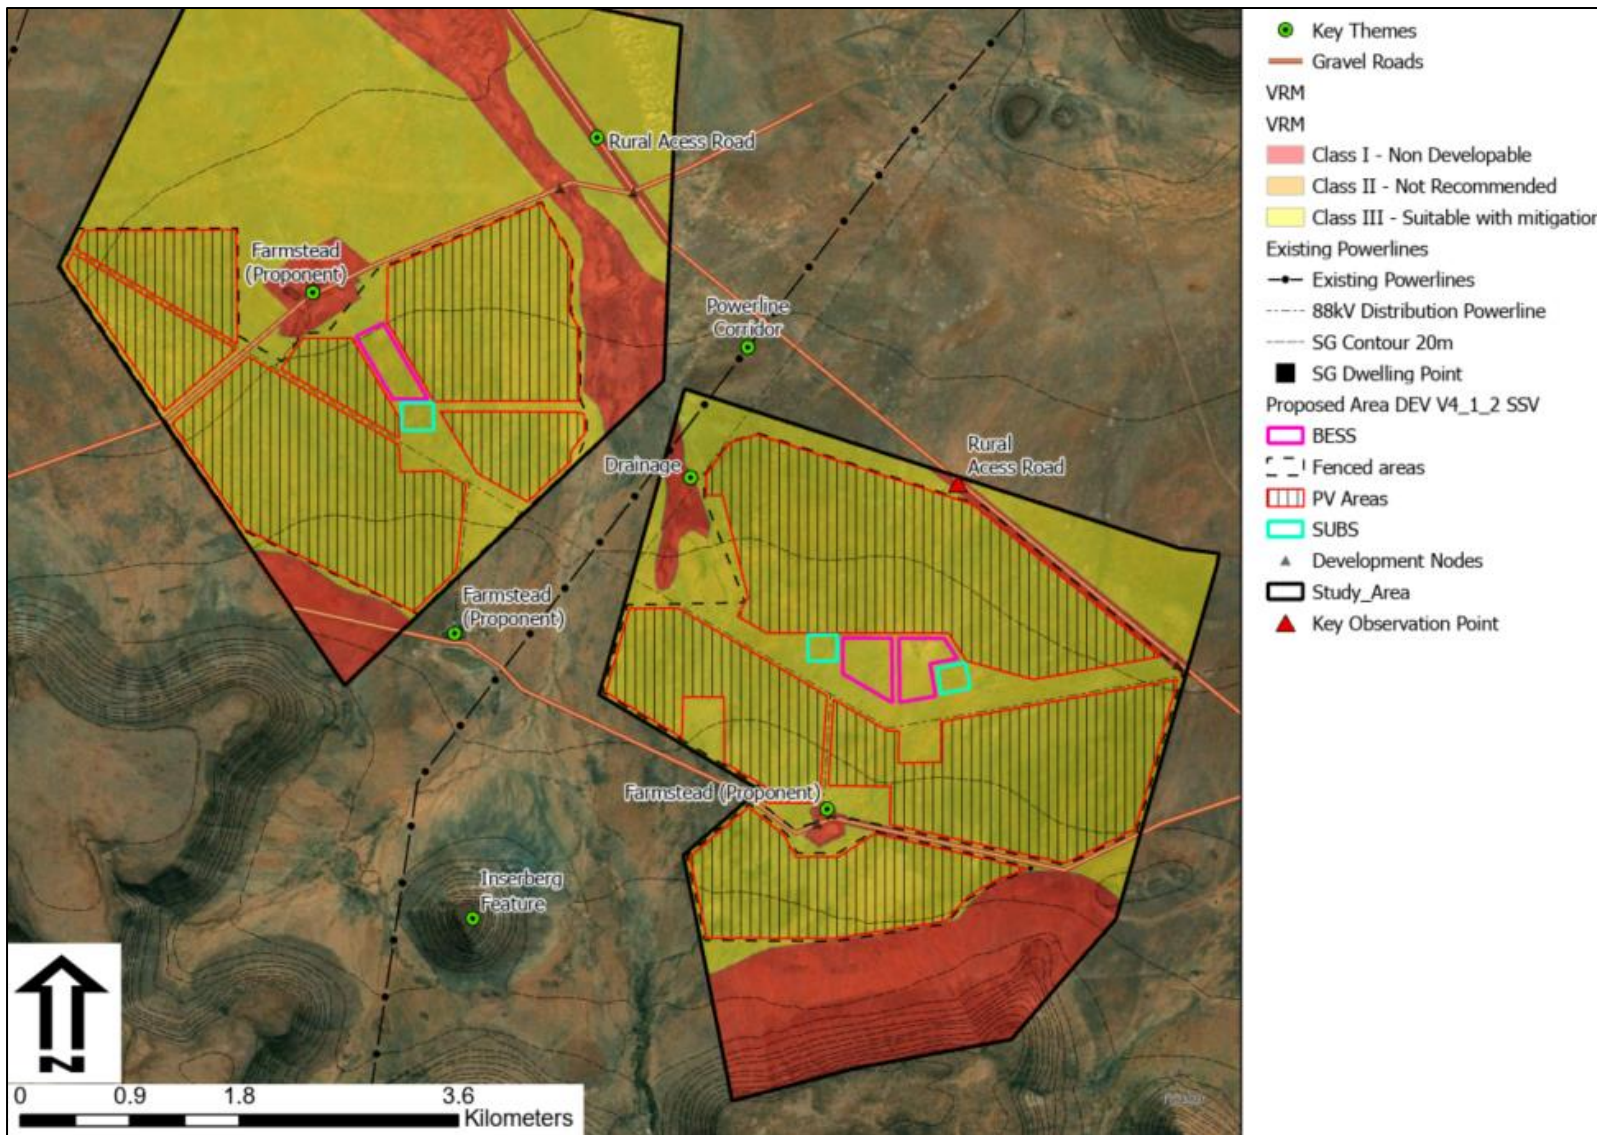 Rural Acess Road
Farmstead
(Proponent)
Powerline
Corridor
Rural
Acess Road
Drainage
Farmstead
(Proponent)
Farmstead (Proponent)
Inserberg
Feature
N
0 0.9 1.8 3.6
Kilometers
Key Themes
Gravel Roads
VRM
VRM
Class I - Non Developable
Class II - Not Recommended
Class III - Suitable with mitigation
Existing Powerlines
Existing Powerlines
88kV Distribution Powerline
SG Contour 20m
SG Dwelling Point
Proposed Area DEV V4_1_2 SSV
BESS
Fenced areas
PV Areas
SUBS
Development Nodes
Study_Area
Key Observation Point